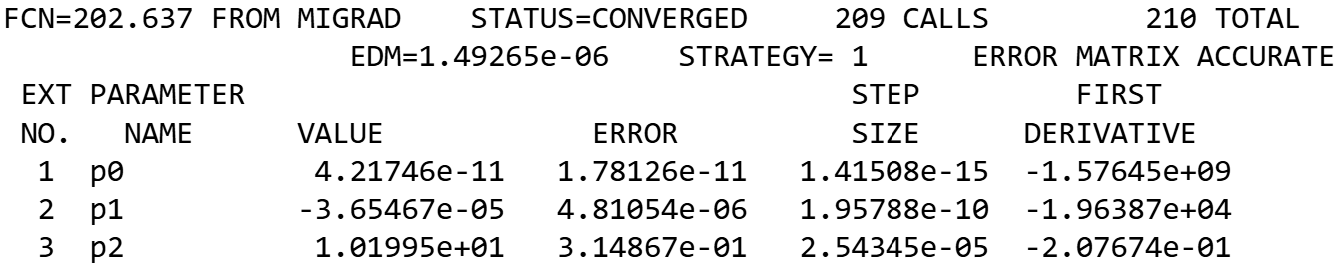 FCN=202.637 FROM MIGRAD    STATUS=CONVERGED     209 CALLS         210 TOTAL
EDM=1.49265e-06    STRATEGY= 1      ERROR MATRIX ACCURATE
EXT PARAMETER                                   STEP         FIRST
NO.   NAME      VALUE            ERROR          SIZE      DERIVATIVE
1  p0           4.21746e-11   1.78126e-11   1.41508e-15  -1.57645e+09
2  p1          -3.65467e-05   4.81054e-06   1.95788e-10  -1.96387e+04
3  p2           1.01995e+01   3.14867e-01   2.54345e-05  -2.07674e-01